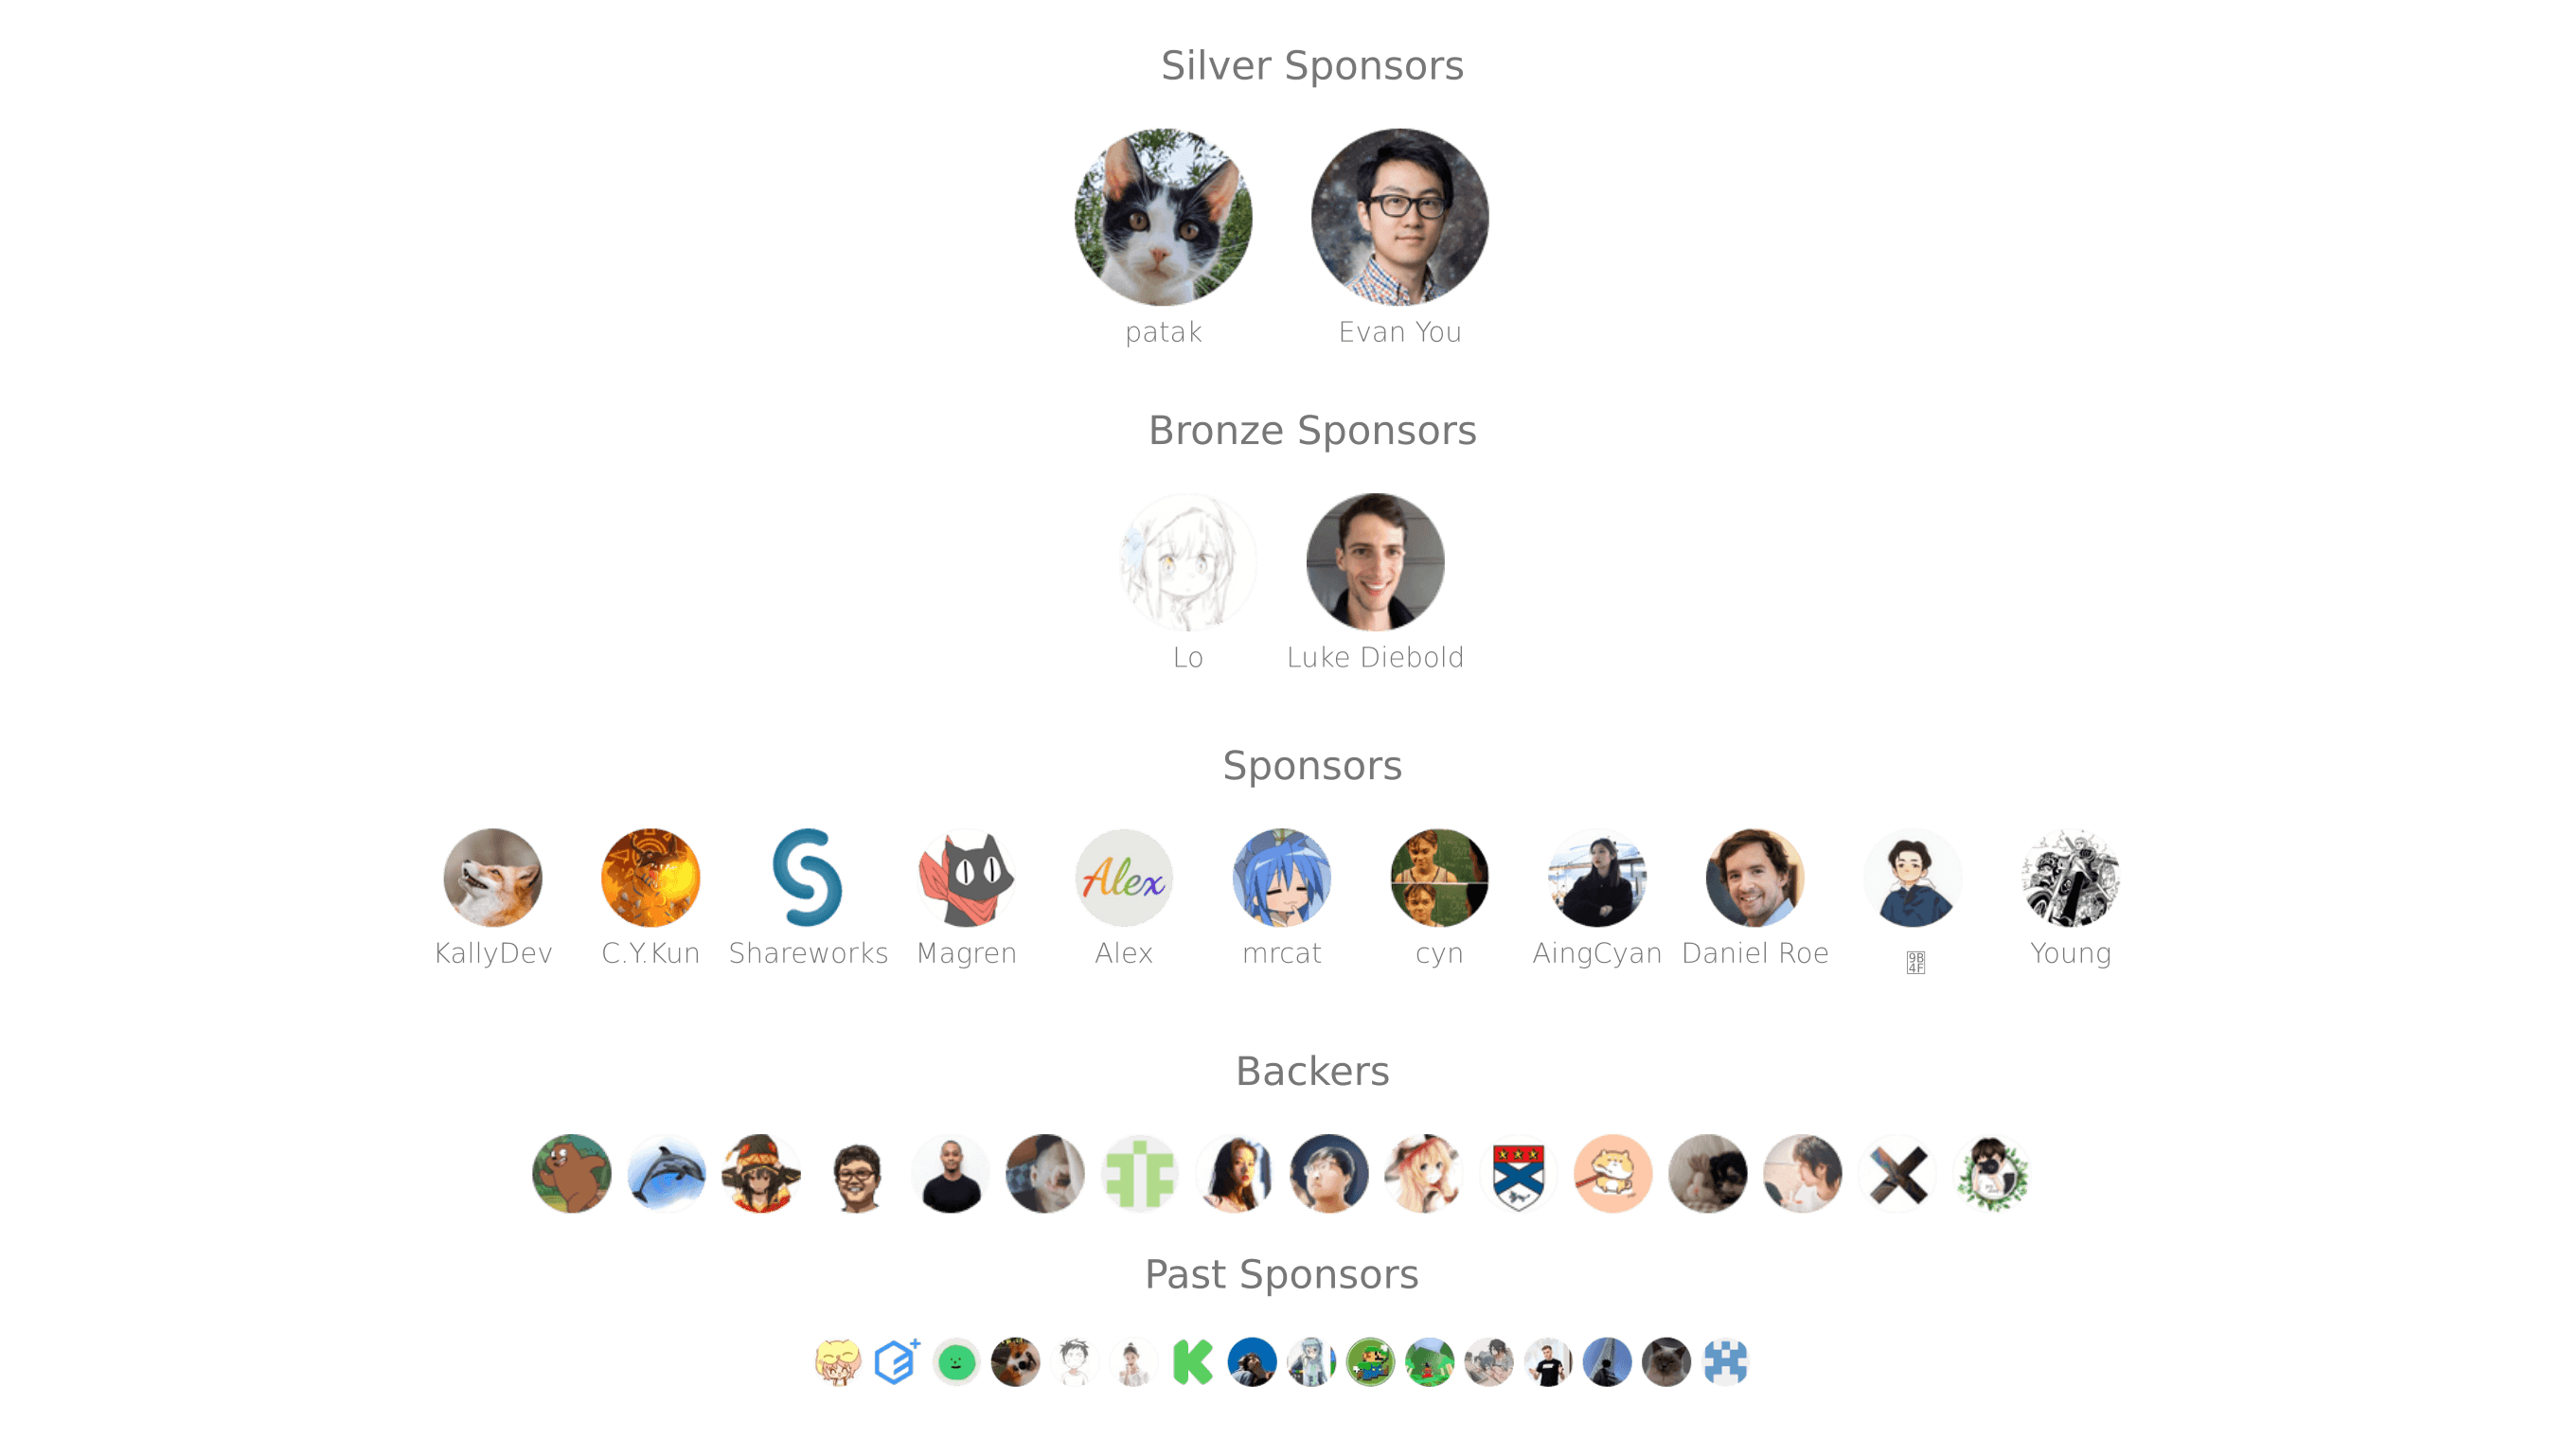 Silver Sponsors
patak
Evan You
Bronze Sponsors
Lo
Luke Diebold
Sponsors
Alex
KallyDev
C.Y.Kun
Shareworks
Magren
Alex
mrcat
cyn
AingCyan
Daniel Roe
Young
Backers
Past Sponsors